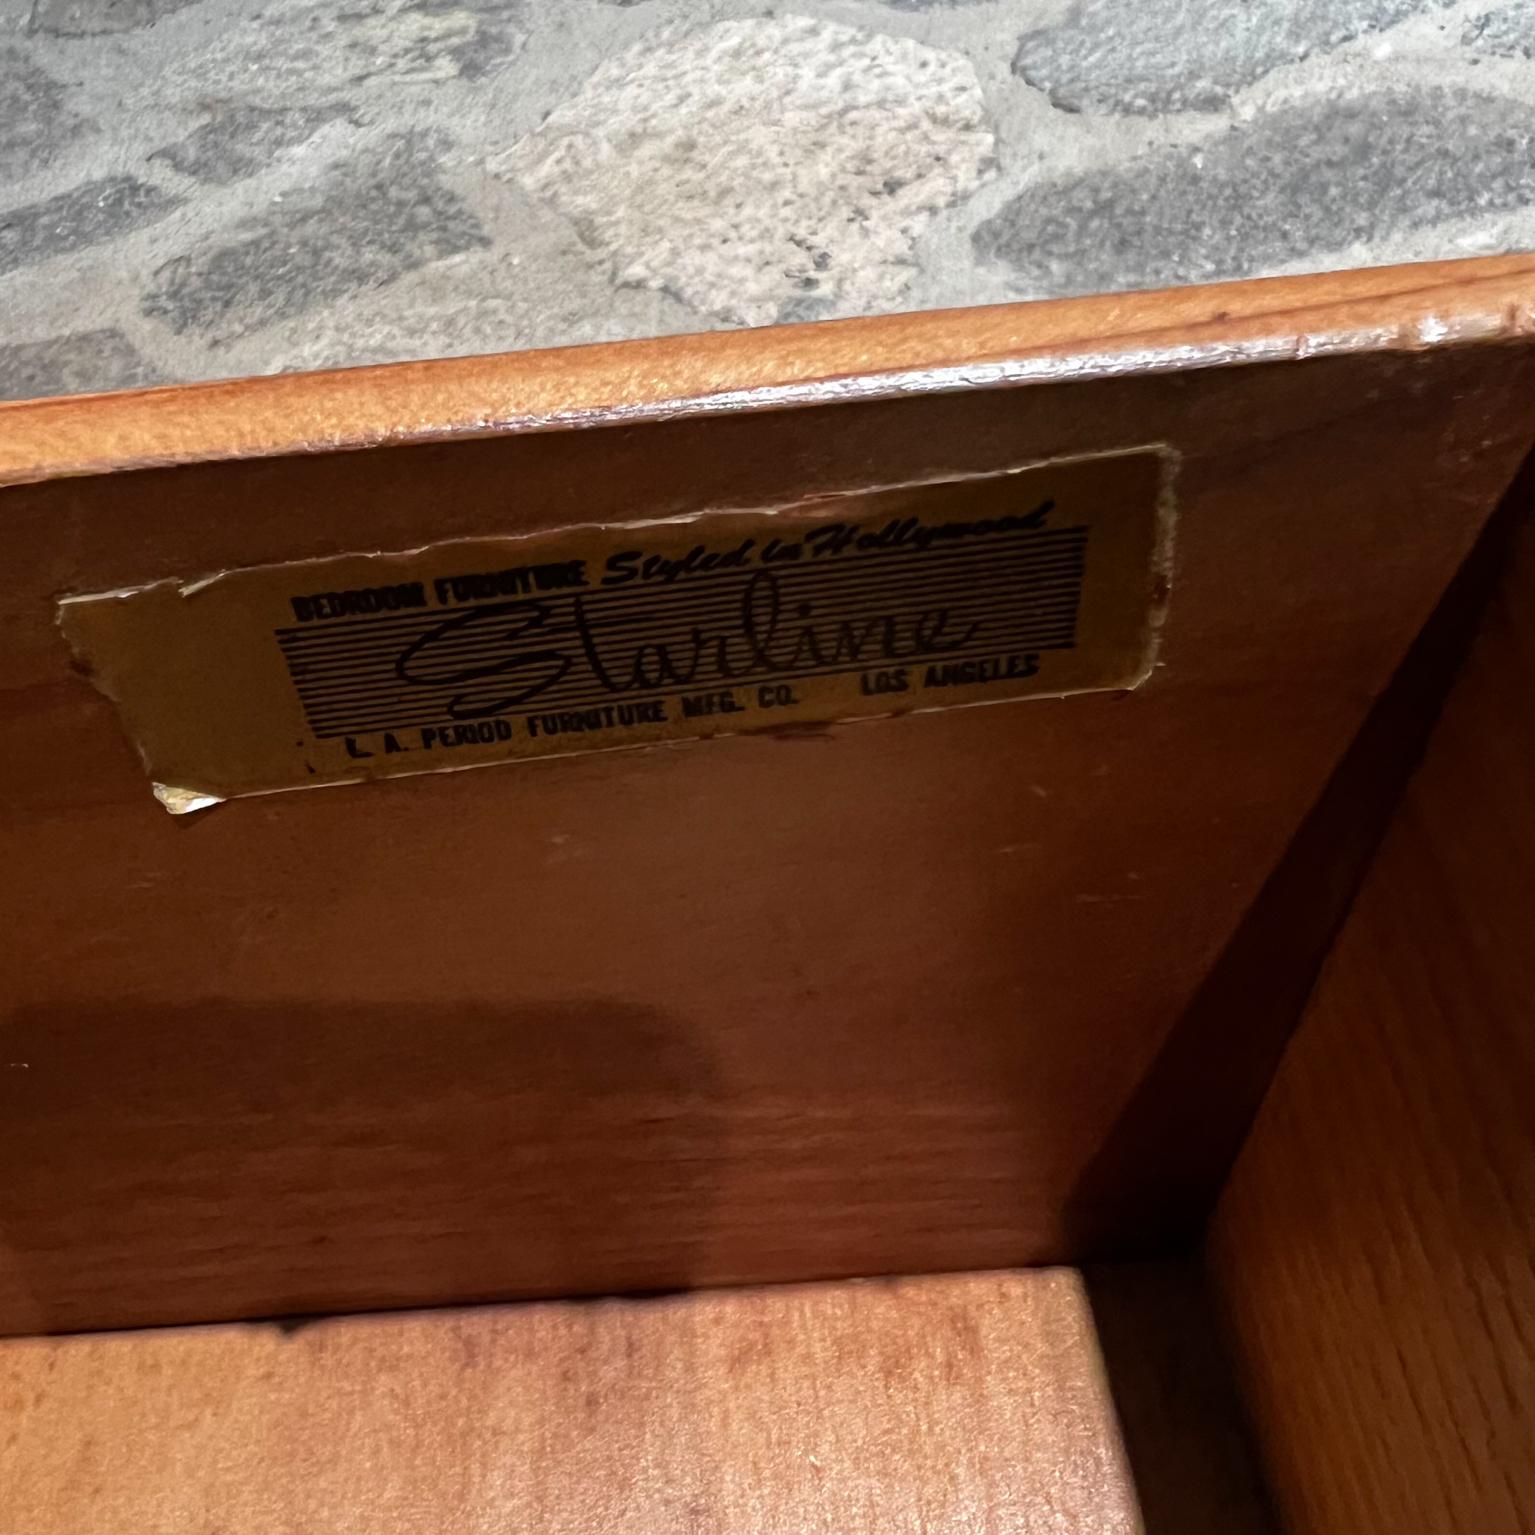 BEDROOM FURNITURE Styled in Hollywood
Starline
L. A. PERIOD FURNITURE MFG. CO. LOS ANGELES